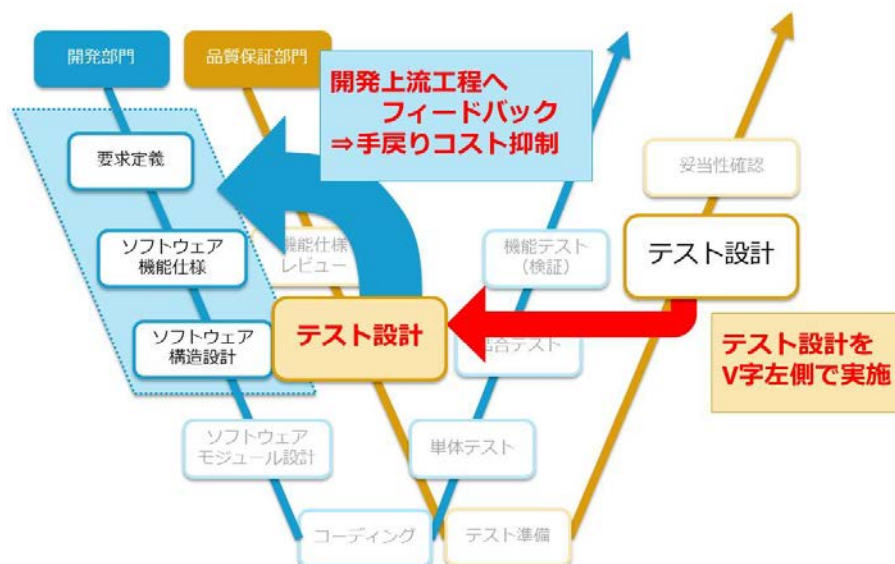 開発部門
品質保証部門
開発上流工程へ
フィードバック
⇒手戻りコスト抑制
要求定義
妥当性確認
ソフトウェア
機能仕様
機能仕様
レビュー
機能テスト
(検証)
テスト設計
ソフトウェア
構造設計
テスト設計
合テスト
テスト設計を
V字左側で実施
ソフトウェア
モジュール設計
単体テスト
コーディング
テスト準備